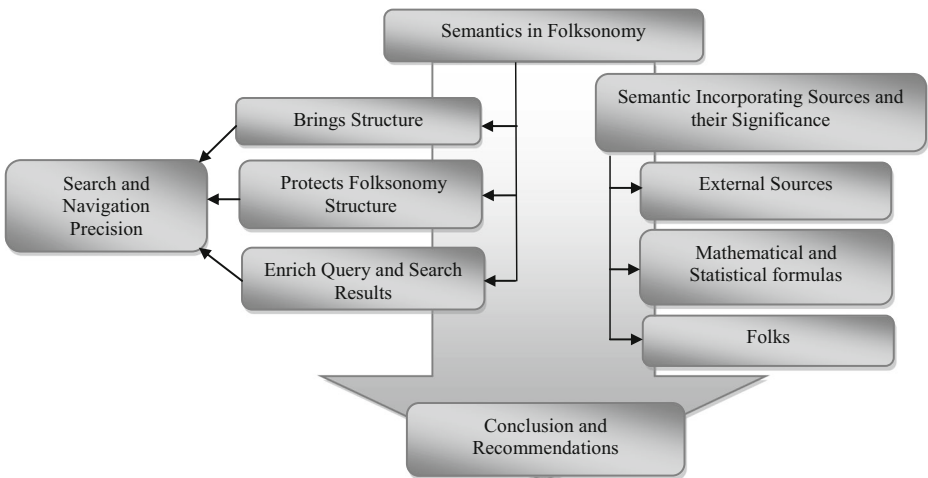 Semantics in Folksonomy
Semantic Incorporating Sources and
their Significance
Brings Structure
Search and
Navigation
Precision
Protects Folksonomy
Structure
Enrich Query and Search
Results
External Sources
Mathematical and
Statistical formulas
Folks
Conclusion and
Recommendations